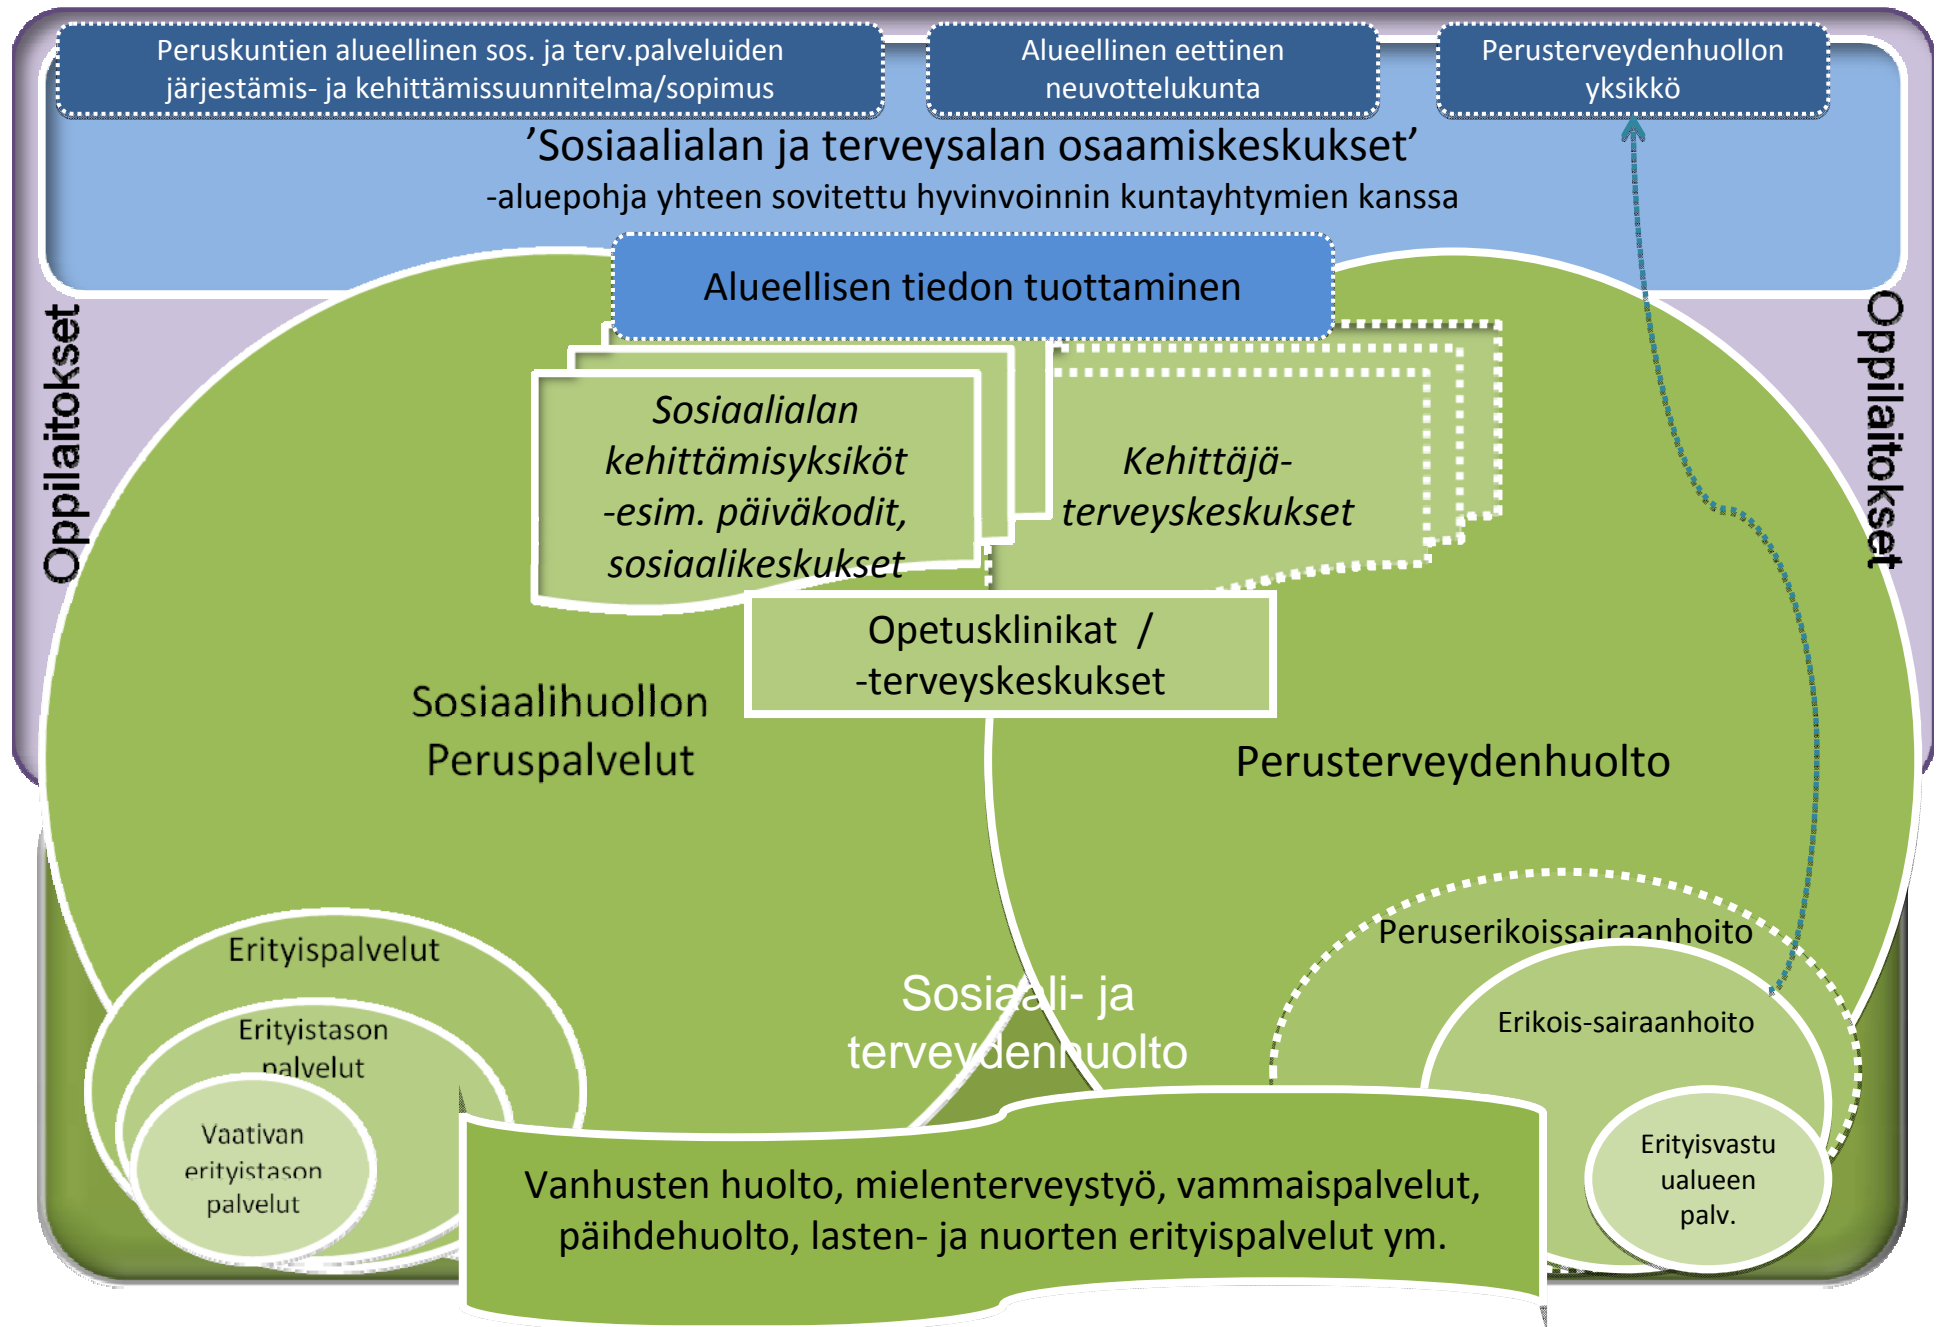 Peruskuntien alueellinen sos. ja terv.palveluiden
järjestämis- ja kehittämissuunnitelma/sopimus
Alueellinen eettinen
neuvottelukunta
Perusterveydenhuollon
yksikkö
’Sosiaalialan ja terveysalan osaamiskeskukset’
-aluepohja yhteen sovitettu hyvinvoinnin kuntayhtymien kanssa
Alueellisen tiedon tuottaminen
Oppilaitokset
Oppilaitokset
Sosiaalialan
kehittämisyksiköt
-esim. päiväkodit,
sosiaalikeskukset
Kehittäjä-
terveyskeskukset
Opetusklinikat /
-terveyskeskukset
Sosiaalihuollon
Peruspalvelut
Perusterveydenhuolto
Erityispalvelut
Erityistason
palvelut
Vaativan
erityistason
palvelut
Sosiaali- ja
terveydenhuolto
Peruserikoissairaanhoito
Erikois-sairaanhoito
Erityisvastu
ualueen
palv.
Vanhusten huolto, mielenterveystyö, vammaispalvelut,
päihdehuolto, lasten- ja nuorten erityispalvelut ym.